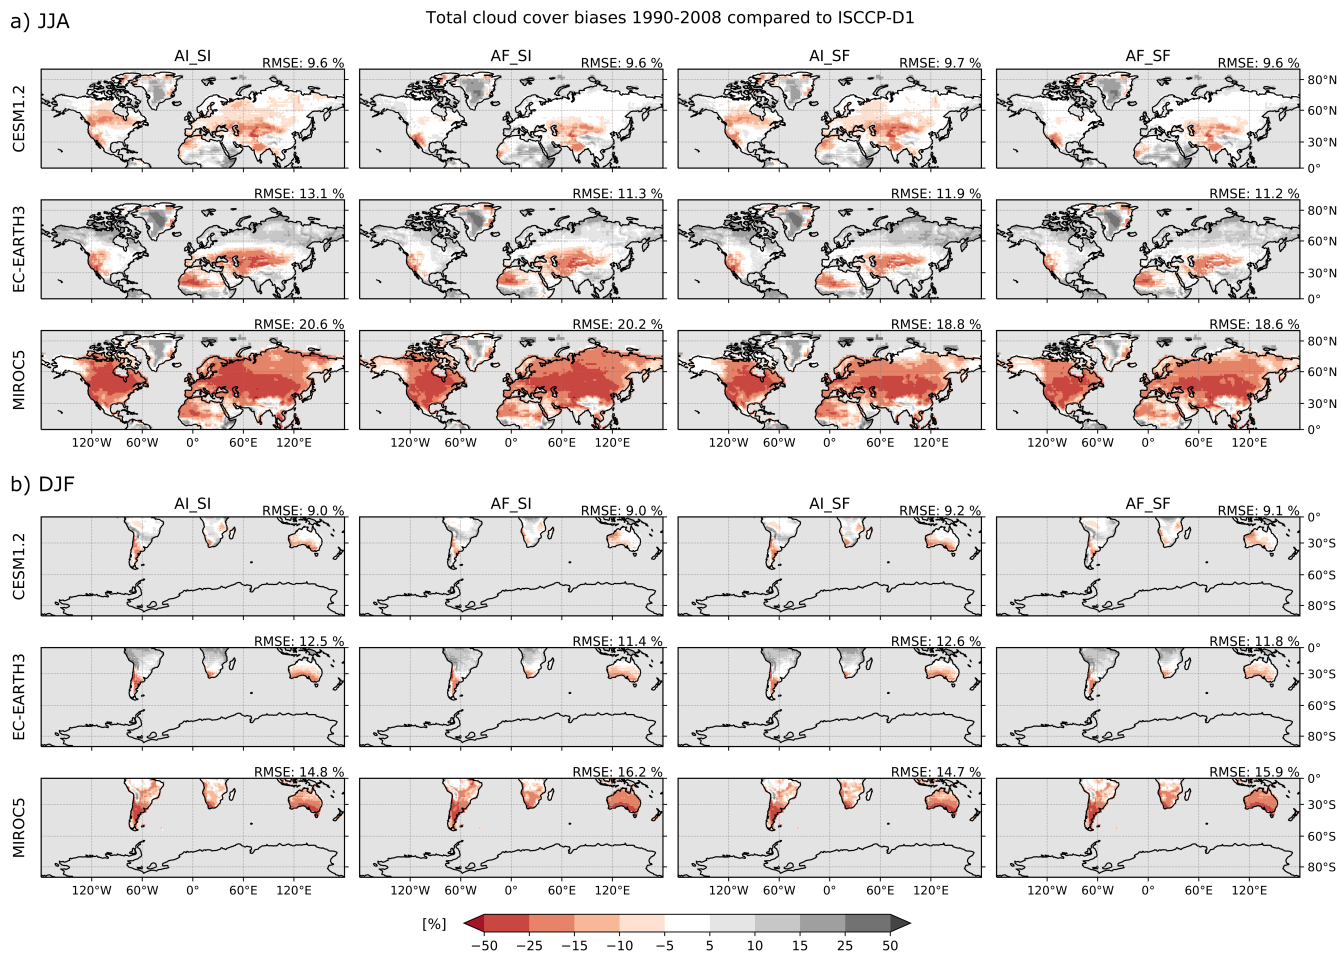 Total cloud cover biases 1990-2008 compared to ISCCP-D1
a) JJA
AI_SI AF_SI AI_SF AF_SF
RMSE: 9.6 % RMSE: 9.6 % RMSE: 9.7 % RMSE: 9.6 %
CESM1.2
80°N
60°N
30°N
0°
RMSE: 13.1 % RMSE: 11.3 % RMSE: 11.9 % RMSE: 11.2 %
EC-EARTH3
80°N
60°N
30°N
0°
RMSE: 20.6 % RMSE: 20.2 % RMSE: 18.8 % RMSE: 18.6 %
MIROC5
80°N
60°N
30°N
0°
120°W 60°W 0° 60°E 120°E 120°W 60°W 0° 60°E 120°E 120°W 60°W 0° 60°E 120°E 120°W 60°W 0° 60°E 120°E
b) DJF
AI_SI AF_SI AI_SF AF_SF
RMSE: 9.0 % RMSE: 9.0 % RMSE: 9.2 % RMSE: 9.1 %
CESM1.2
0°
30°S
60°S
80°S
RMSE: 12.5 % RMSE: 11.4 % RMSE: 12.6 % RMSE: 11.8 %
EC-EARTH3
0°
30°S
60°S
80°S
RMSE: 14.8 % RMSE: 16.2 % RMSE: 14.7 % RMSE: 15.9 %
MIROC5
0°
30°S
60°S
80°S
120°W 60°W 0° 60°E 120°E 120°W 60°W 0° 60°E 120°E 120°W 60°W 0° 60°E 120°E 120°W 60°W 0° 60°E 120°E
[%]
−50 −25 −15 −10 −5 5 10 15 25 50